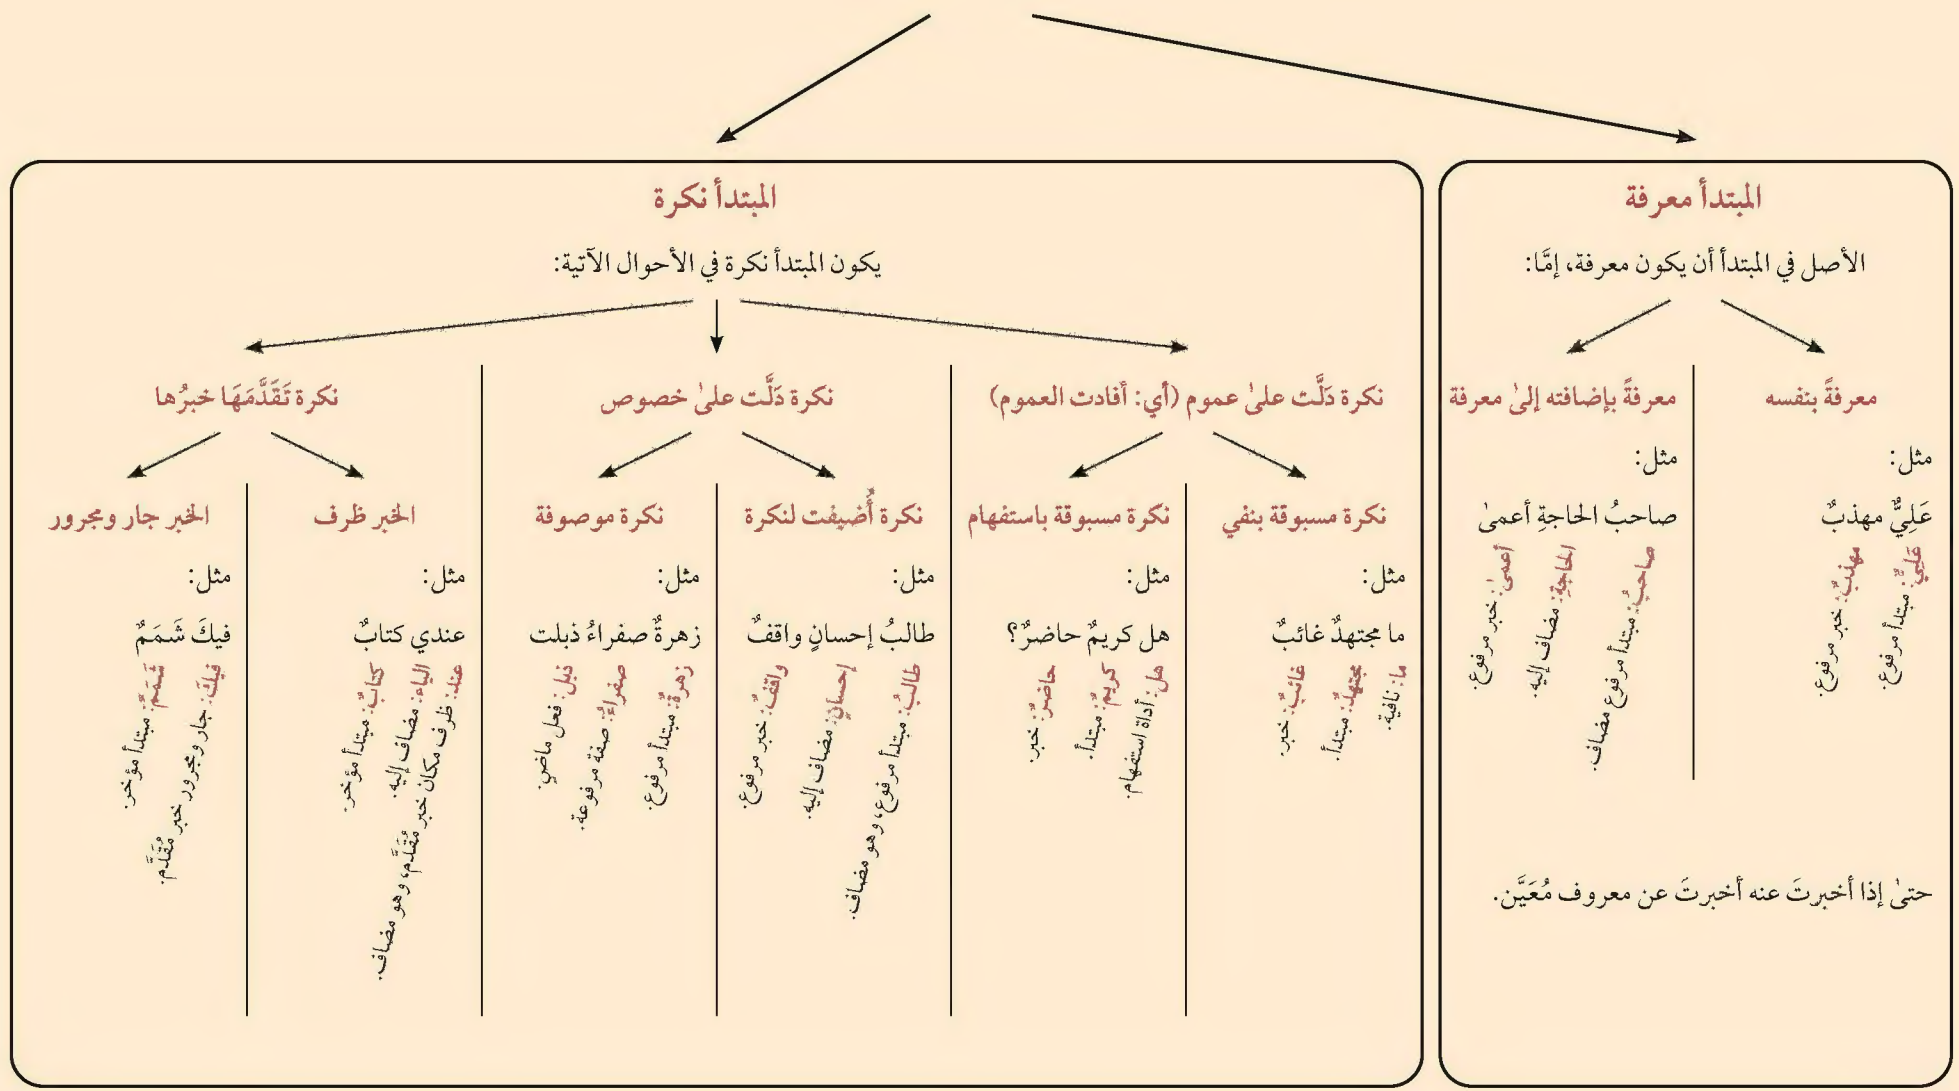 المبتدأ معرفة
الأصل في المبتدأ أن يكون معرفة، إمَّا:
معرفةً بنفسه
مثل:
عَلِيٌّ مهذبٌ
عَلِيٌّ: مبتدأ مرفوع.
مهذبٌ: خبر مرفوع.
معرفةً بإضافته إلىٰ معرفة
مثل:
صاحبُ الحاجةِ أعمىٰ
صاحبُ: مبتدأ مرفوع مضاف.
الحاجةِ: مضاف إليه.
أعمىٰ: خبر مرفوع.
حتىٰ إذا أخبرتَ عنه أخبرتَ عن معروف مُعَيَّن.
المبتدأ نكرة
يكون المبتدأ نكرة في الأحوال الآتية:
نكرة دَلَّت علىٰ عموم (أي: أفادت العموم)
نكرة مسبوقة بنفي
مثل:
ما مجتهدٌ غائبٌ
ما: نافية.
مجتهدٌ: مبتدأ.
غائبٌ: خبر.
نكرة مسبوقة باستفهام
مثل:
هل كريمٌ حاضرٌ؟
هل: أداة استفهام.
كريمٌ: مبتدأ.
حاضرٌ: خبر.
نكرة دَلَّت علىٰ خصوص
نكرة أُضيفت لنكرة
مثل:
طالبُ إحسانٍ واقفٌ
طالبُ: مبتدأ مرفوع، وهو مضاف.
إحسانٍ: مضاف إليه.
واقفٌ: خبر مرفوع.
نكرة موصوفة
مثل:
زهرةٌ صفراءُ ذبلت
زهرةٌ: مبتدأ مرفوع.
صفراءُ: صفة مرفوعة.
ذبل: فعل ماضٍ.
نكرة تَقَدَّمَهَا خبرُها
الخبر ظرف
مثل:
عندي كتابٌ
عند: ظرف مكان خبر مُقَدَّم، وهو مضاف.
الياء: مضاف إليه.
كتابٌ: مبتدأ مؤخر.
الخبر جار ومجرور
مثل:
فيكَ شَمَمٌ
فيكَ: جار ومجرور خبر مُقَدَّم.
شَمَمٌ: مبتدأ مؤخر.